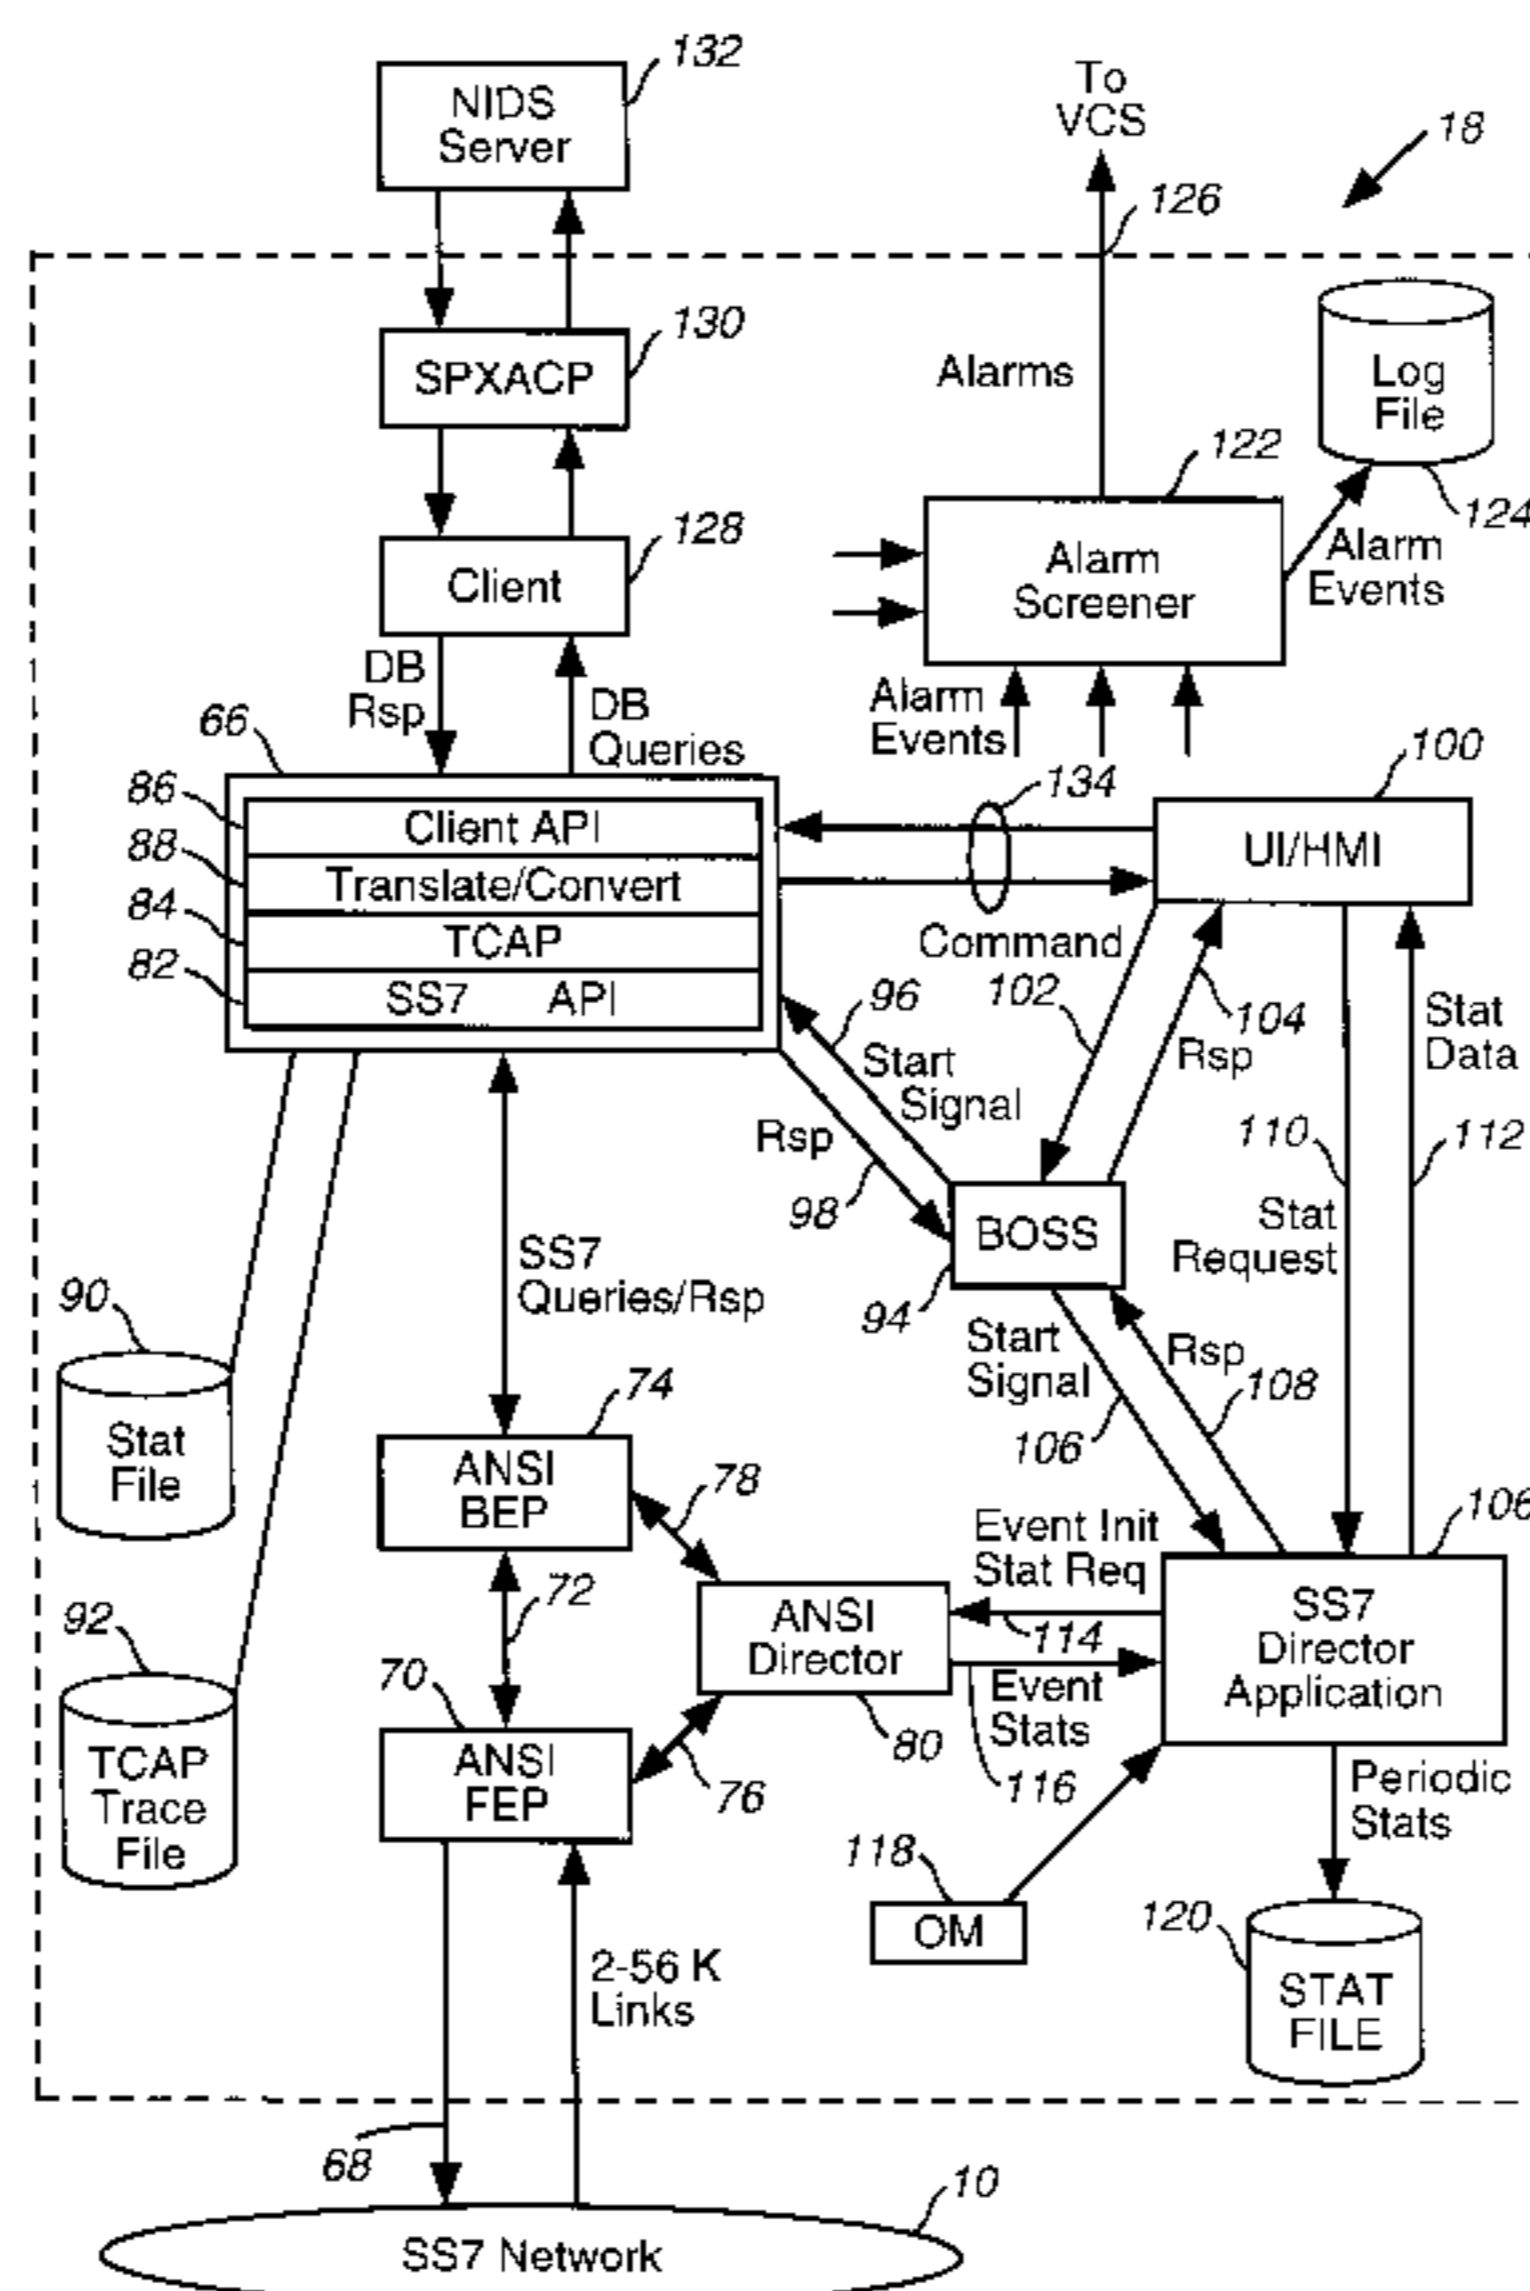 132
NIDS
Server
To
VCS
18
126
130
SPXACP
Alarms
Log
File
122
124
128
Client
Alarm
Screener
Alarm
Events
DB
Rsp
DB
Queries
Alarm
Events
66
134
100
86
Client API
UI/HMI
88
Translate/Convert
84
TCAP
Command
82
SS7 API
102
96
104
Start
Signal
Rsp
Stat
Data
Rsp
110
112
98
BOSS
Stat
Request
SS7
Queries/Rsp
90
94
Start
Signal
Rsp
74
108
Stat
File
106
ANSI
BEP
78
Event Init
Stat Req
106
72
92
ANSI
Director
114
SS7
Director
Application
70
Event
Stats
80
TCAP
Trace
File
ANSI
FEP
76
116
Periodic
Stats
118
OM
120
2-56 K
Links
STAT
FILE
68
10
SS7 Network